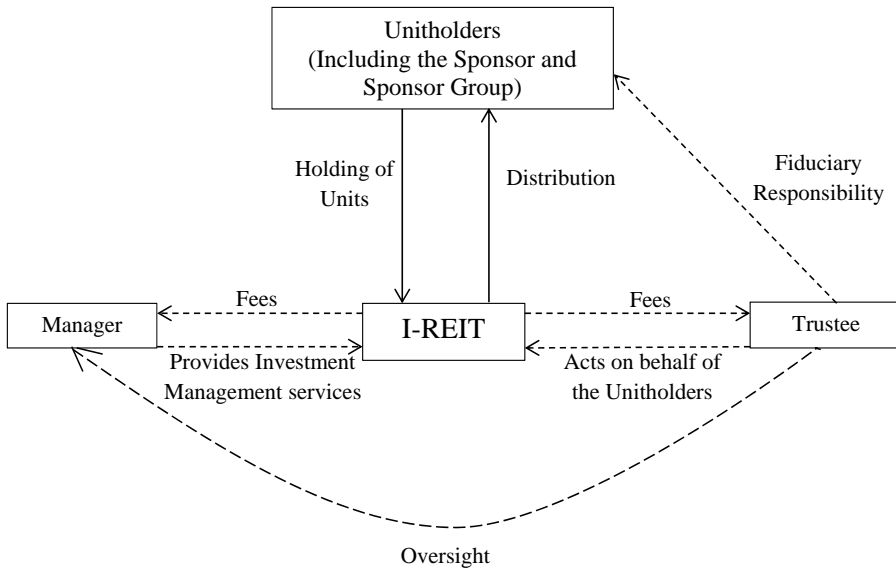 Unitholders
(Including the Sponsor and
Sponsor Group)
Holding of
Units
Distribution
Fiduciary
Responsibility
Fees
Fees
Manager
I-REIT
Trustee
Provides Investment
Management services
Acts on behalf of
the Unitholders
Oversight